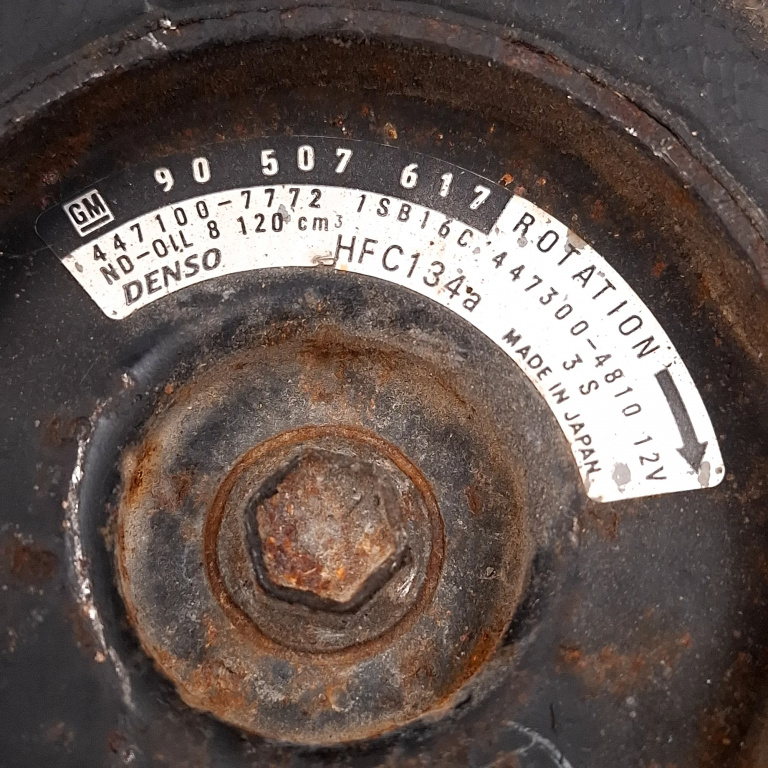 GM 90 507 617 ROTATION
447100-7772 1SB16C 447300-4810 12V
ND-OIL 8 120 cm³ HFC134a 3S
DENSO MADE IN JAPAN